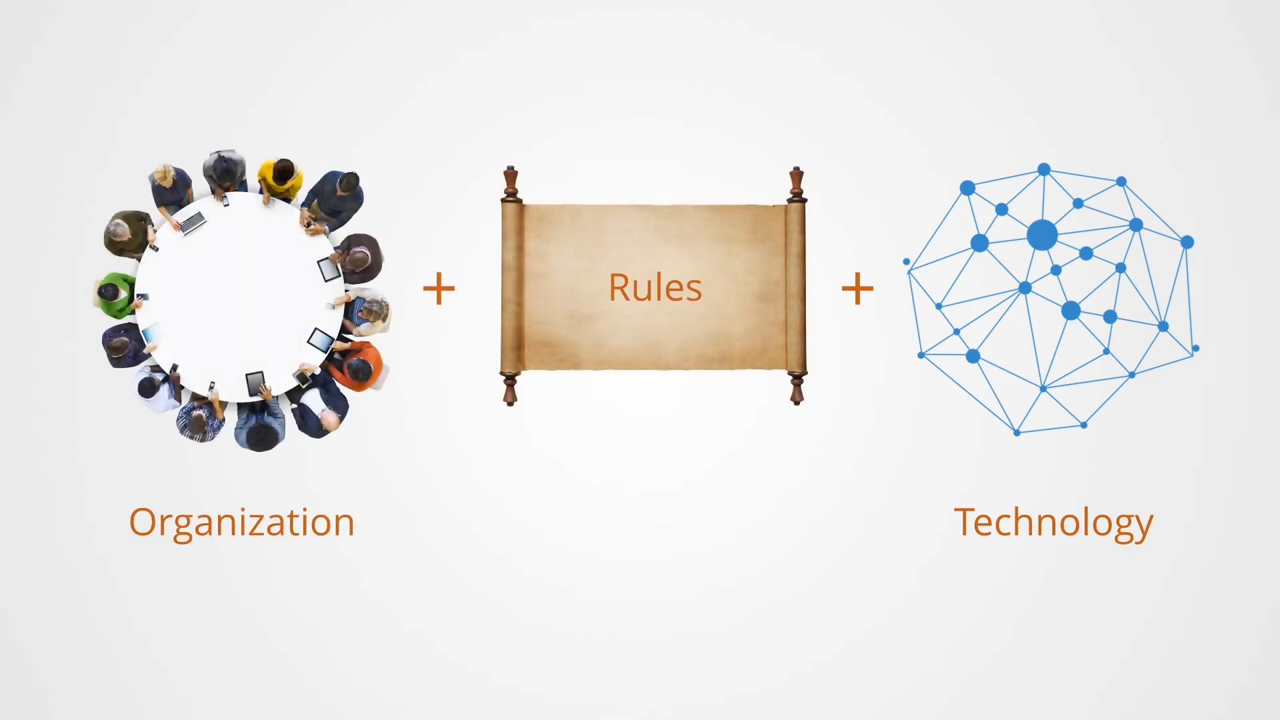 +
Rules
+
Organization
Technology